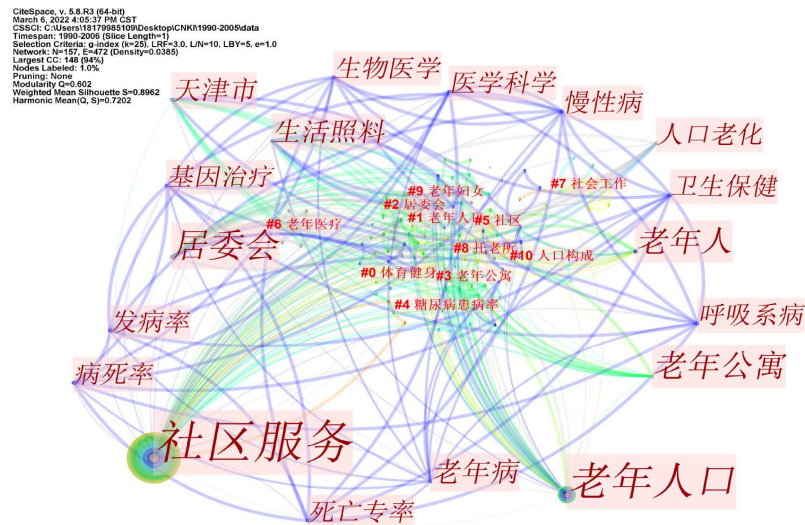 CiteSpace, v. 5.8.R3 (64-bit)
March 6, 2022 4:05:37 PM CST
CSSCI: C:\Users\18179985109\Desktop\CNKI\1990-2005\data
Timespan: 1990-2006 (Slice Length=1)
Selection Criteria: g-index (k=25), LRF=3.0, L/N=10, LBY=5, e=1.0
Network: N=157, E=472 (Density=0.0385)
Largest CC: 148 (94%)
Nodes Labeled: 1.0%
Pruning: None
Modularity Q=0.602
Weighted Mean Silhouette S=0.8962
Harmonic Mean(Q, S)=0.7202
生物医学
医学科学
天津市
慢性病
生活照料
人口老化
基因治疗
#7 社会工作
卫生保健
#9 老年妇女
#2 居委会
#1 老年人
#5 社区
#6 老年医疗
居委会
老年人
#8 托老所
#10 人口构成
#0 体育健身
#3 老年公寓
#4 糖尿病患病率
发病率
呼吸系病
病死率
老年公寓
社区服务
老年病
老年人口
死亡专率